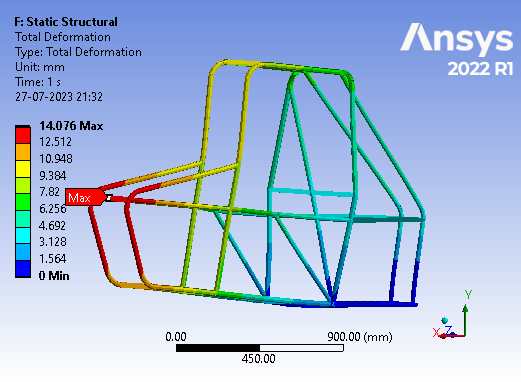 F: Static Structural
Total Deformation
Type: Total Deformation
Unit: mm
Time: 1 s
27-07-2023 21:32
Ansys
2022 R1
14.076 Max
12.512
10.948
9.384
7.82
6.256
4.692
3.128
1.564
0 Min
Max
0.00 900.00 (mm)
450.00
Y
X Z